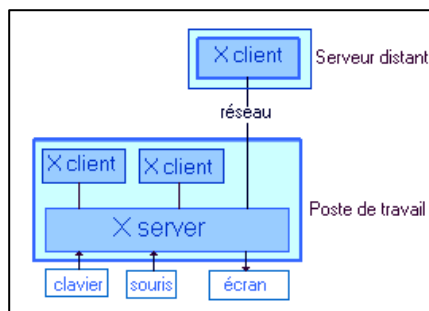 X client
Serveur distant
réseau
X client
X client
X server
Poste de travail
clavier
souris
écran